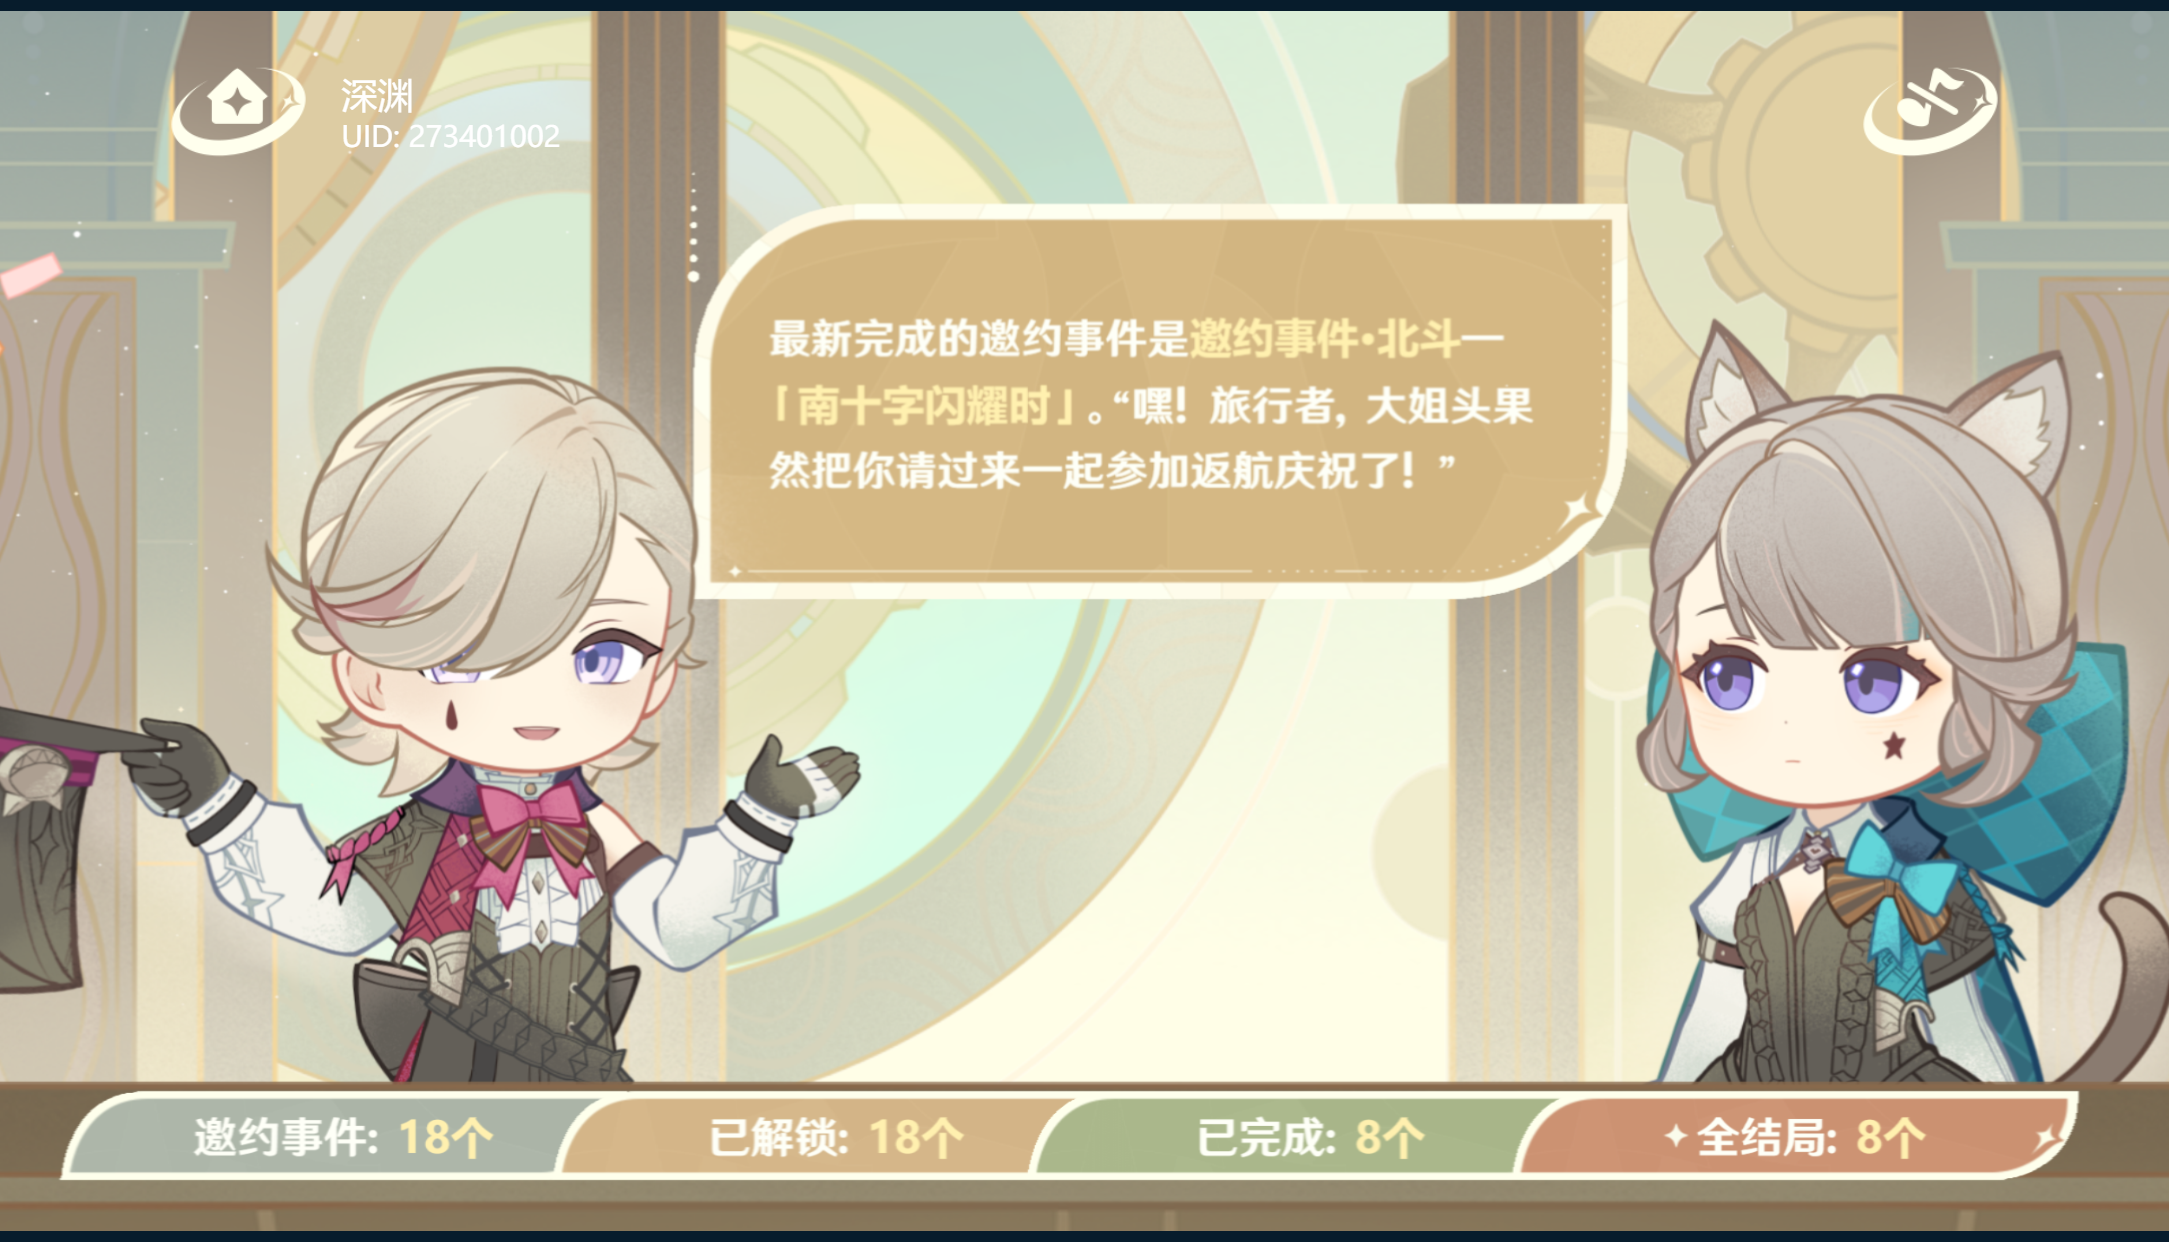 深渊
UID: 273401002
最新完成的邀约事件是邀约事件•北斗—
「南十字闪耀时」。“嘿！旅行者，大姐头果
然把你请过来一起参加返航庆祝了！”
邀约事件: 18个
已解锁: 18个
已完成: 8个
全结局: 8个